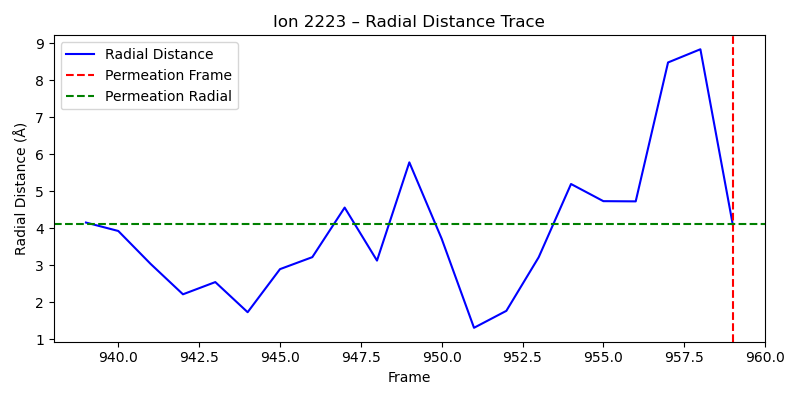 Ion 2223 – Radial Distance Trace
Radial Distance
Permeation Frame
Permeation Radial
Radial Distance (Å)
9
8
7
6
5
4
3
2
1
940.0 942.5 945.0 947.5 950.0 952.5 955.0 957.5 960.0
Frame